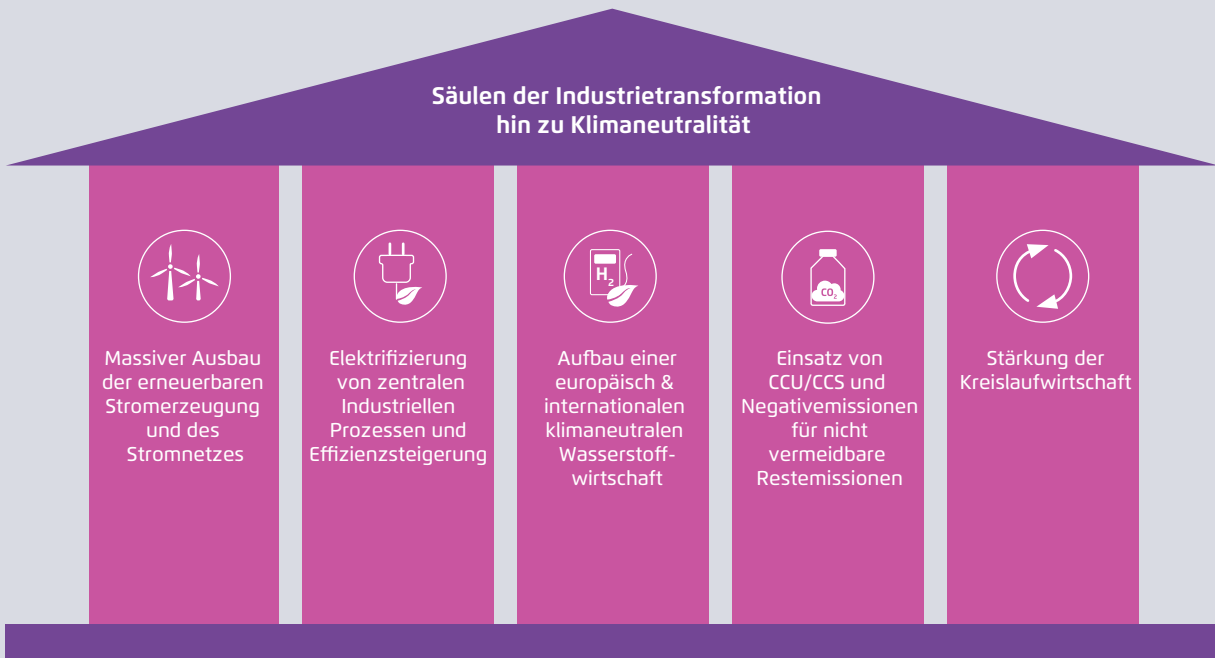 Säulen der Industrietransformation
hin zu Klimaneutralität
Massiver Ausbau
der erneuerbaren
Stromerzeugung
und des
Stromnetzes
Elektrifizierung
von zentralen
Industriellen
Prozessen und
Effizienzsteigerung
H₂
Aufbau einer
europäisch &
internationalen
klimaneutralen
Wasserstoff-
wirtschaft
CO₂
Einsatz von
CCU/CCS und
Negativemissionen
für nicht
vermeidbare
Restemissionen
Stärkung der
Kreislaufwirtschaft